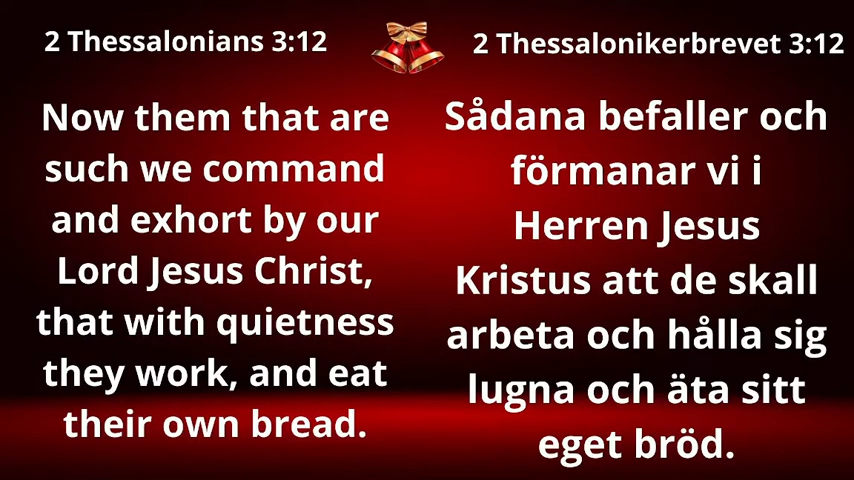 2 Thessalonians 3:12
Now them that are
such we command
and exhort by our
Lord Jesus Christ,
that with quietness
they work, and eat
their own bread.
2 Thessalonikerbrevet 3:12
Sådana befaller och
förmanar vi i
Herren Jesus
Kristus att de skall
arbeta och hålla sig
lugna och äta sitt
eget bröd.